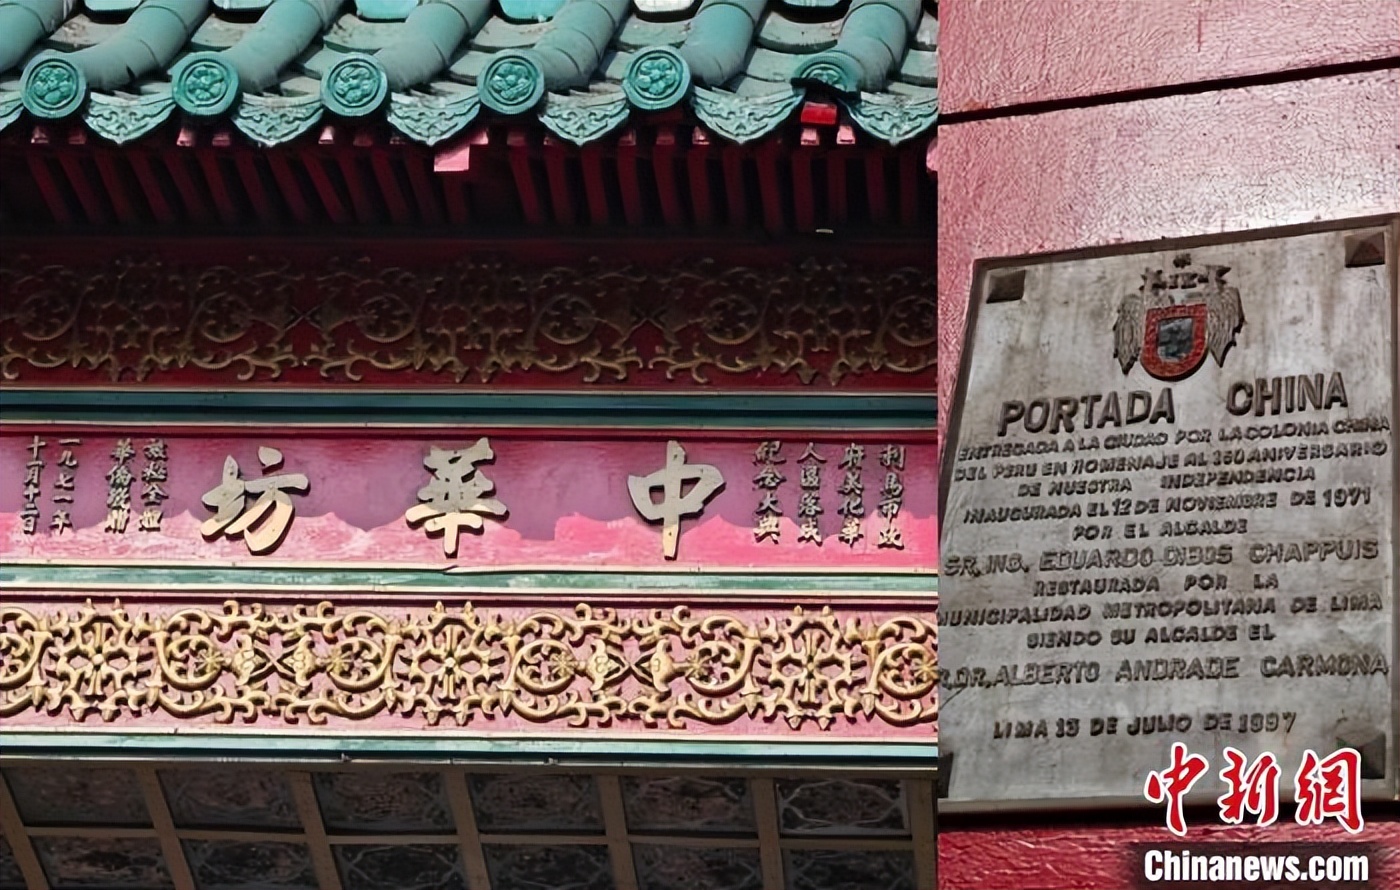 利馬市政
府美化華
人區落成
紀念大典
中華坊
旅秘全體
華僑敬贈
一九七一年
十一月十二日
PORTADA CHINA
ENTREGADA A LA CIUDAD POR LA COLONIA CHINA
DEL PERU EN HOMENAJE AL 150 ANIVERSARIO
DE NUESTRA INDEPENDENCIA
INAUGURADA EL 12 DE NOVIEMBRE DE 1971
POR EL ALCALDE
SR. ING. EDUARDO DIBOS CHAPPUIS
RESTAURADA POR LA
MUNICIPALIDAD METROPOLITANA DE LIMA
SIENDO SU ALCALDE EL
R.DR. ALBERTO ANDRADE CARMONA
LIMA 13 DE JULIO DE 1997
中新網
Chinanews.com